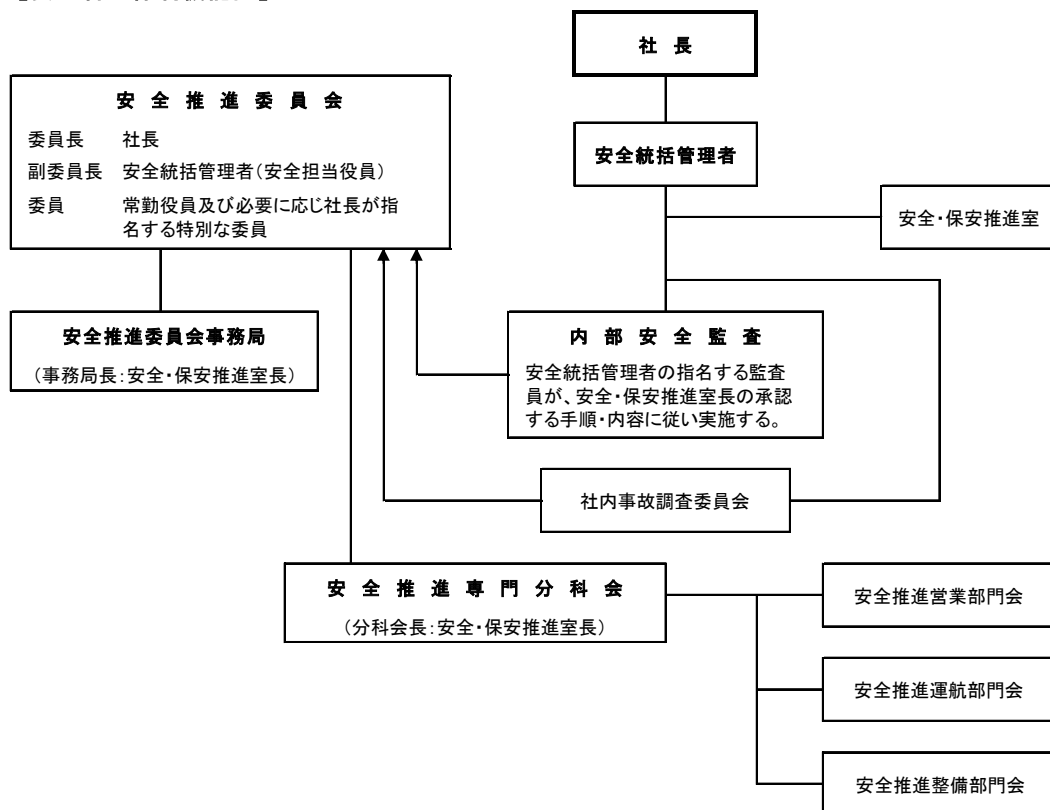 社 長
安 全 推 進 委 員 会
委員長 社長
副委員長 安全統括管理者(安全担当役員)
委員 常勤役員及び必要に応じ社長が指
名する特別な委員
安全統括管理者
安全・保安推進室
安全推進委員会事務局
(事務局長:安全・保安推進室長)
内 部 安 全 監 査
安全統括管理者の指名する監査
員が、安全・保安推進室長の承認
する手順・内容に従い実施する。
社内事故調査委員会
安 全 推 進 専 門 分 科 会
(分科会長:安全・保安推進室長)
安全推進営業部門会
安全推進運航部門会
安全推進整備部門会